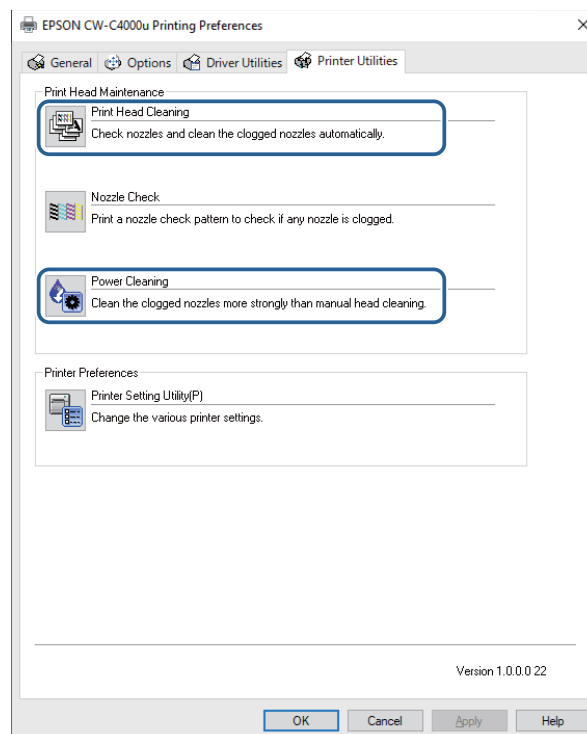 EPSON CW-C4000u Printing Preferences
General Options Driver Utilities Printer Utilities
Print Head Maintenance
Print Head Cleaning
Check nozzles and clean the clogged nozzles automatically.
Nozzle Check
Print a nozzle check pattern to check if any nozzle is clogged.
Power Cleaning
Clean the clogged nozzles more strongly than manual head cleaning.
Printer Preferences
Printer Setting Utility(P)
Change the various printer settings.
Version 1.0.0.0 22
OK Cancel Apply Help